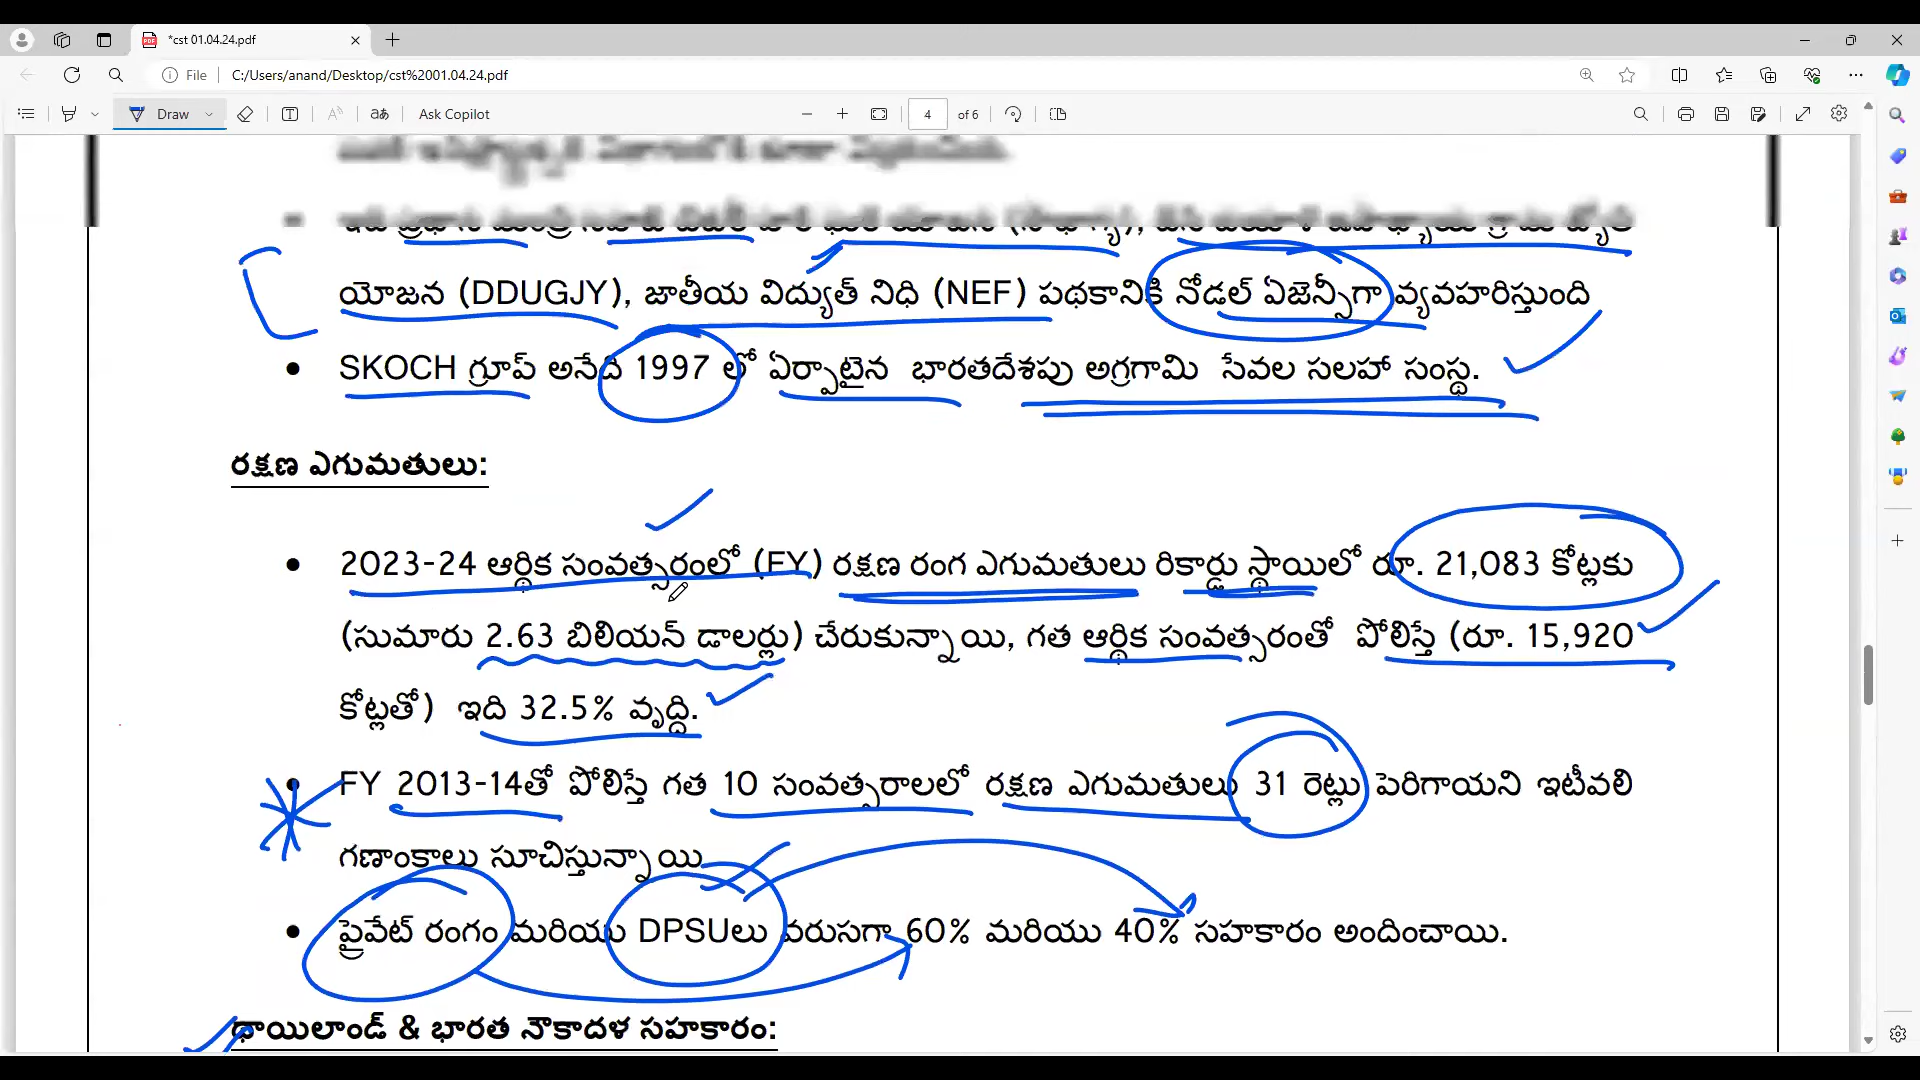 *cst 01.04.24.pdf
File C:/Users/anand/Desktop/cst%2001.04.24.pdf
Draw aあ Ask Copilot 4 of 6
యోజన (DDUGJY), జాతీయ విద్యుత్ నిధి (NEF) పథకానికి నోడల్ ఏజెన్సీగా వ్యవహరిస్తుంది
• SKOCH గ్రూప్ అనేది 1997 లో ఏర్పాటైన భారతదేశపు అగ్రగామి సేవల సలహా సంస్థ.
రక్షణ ఎగుమతులు:
• 2023-24 ఆర్థిక సంవత్సరంలో (FY) రక్షణ రంగ ఎగుమతులు రికార్డు స్థాయిలో రూ. 21,083 కోట్లకు
(సుమారు 2.63 బిలియన్ డాలర్లు) చేరుకున్నాయి, గత ఆర్థిక సంవత్సరంతో పోలిస్తే (రూ. 15,920
కోట్లతో) ఇది 32.5% వృద్ధి.
• FY 2013-14తో పోలిస్తే గత 10 సంవత్సరాలలో రక్షణ ఎగుమతులు 31 రెట్లు పెరిగాయని ఇటీవలి
గణాంకాలు సూచిస్తున్నాయి
• ప్రైవేట్ రంగం మరియు DPSUలు వరుసగా 60% మరియు 40% సహకారం అందించాయి.
థాయిలాండ్ & భారత నౌకాదళ సహకారం: